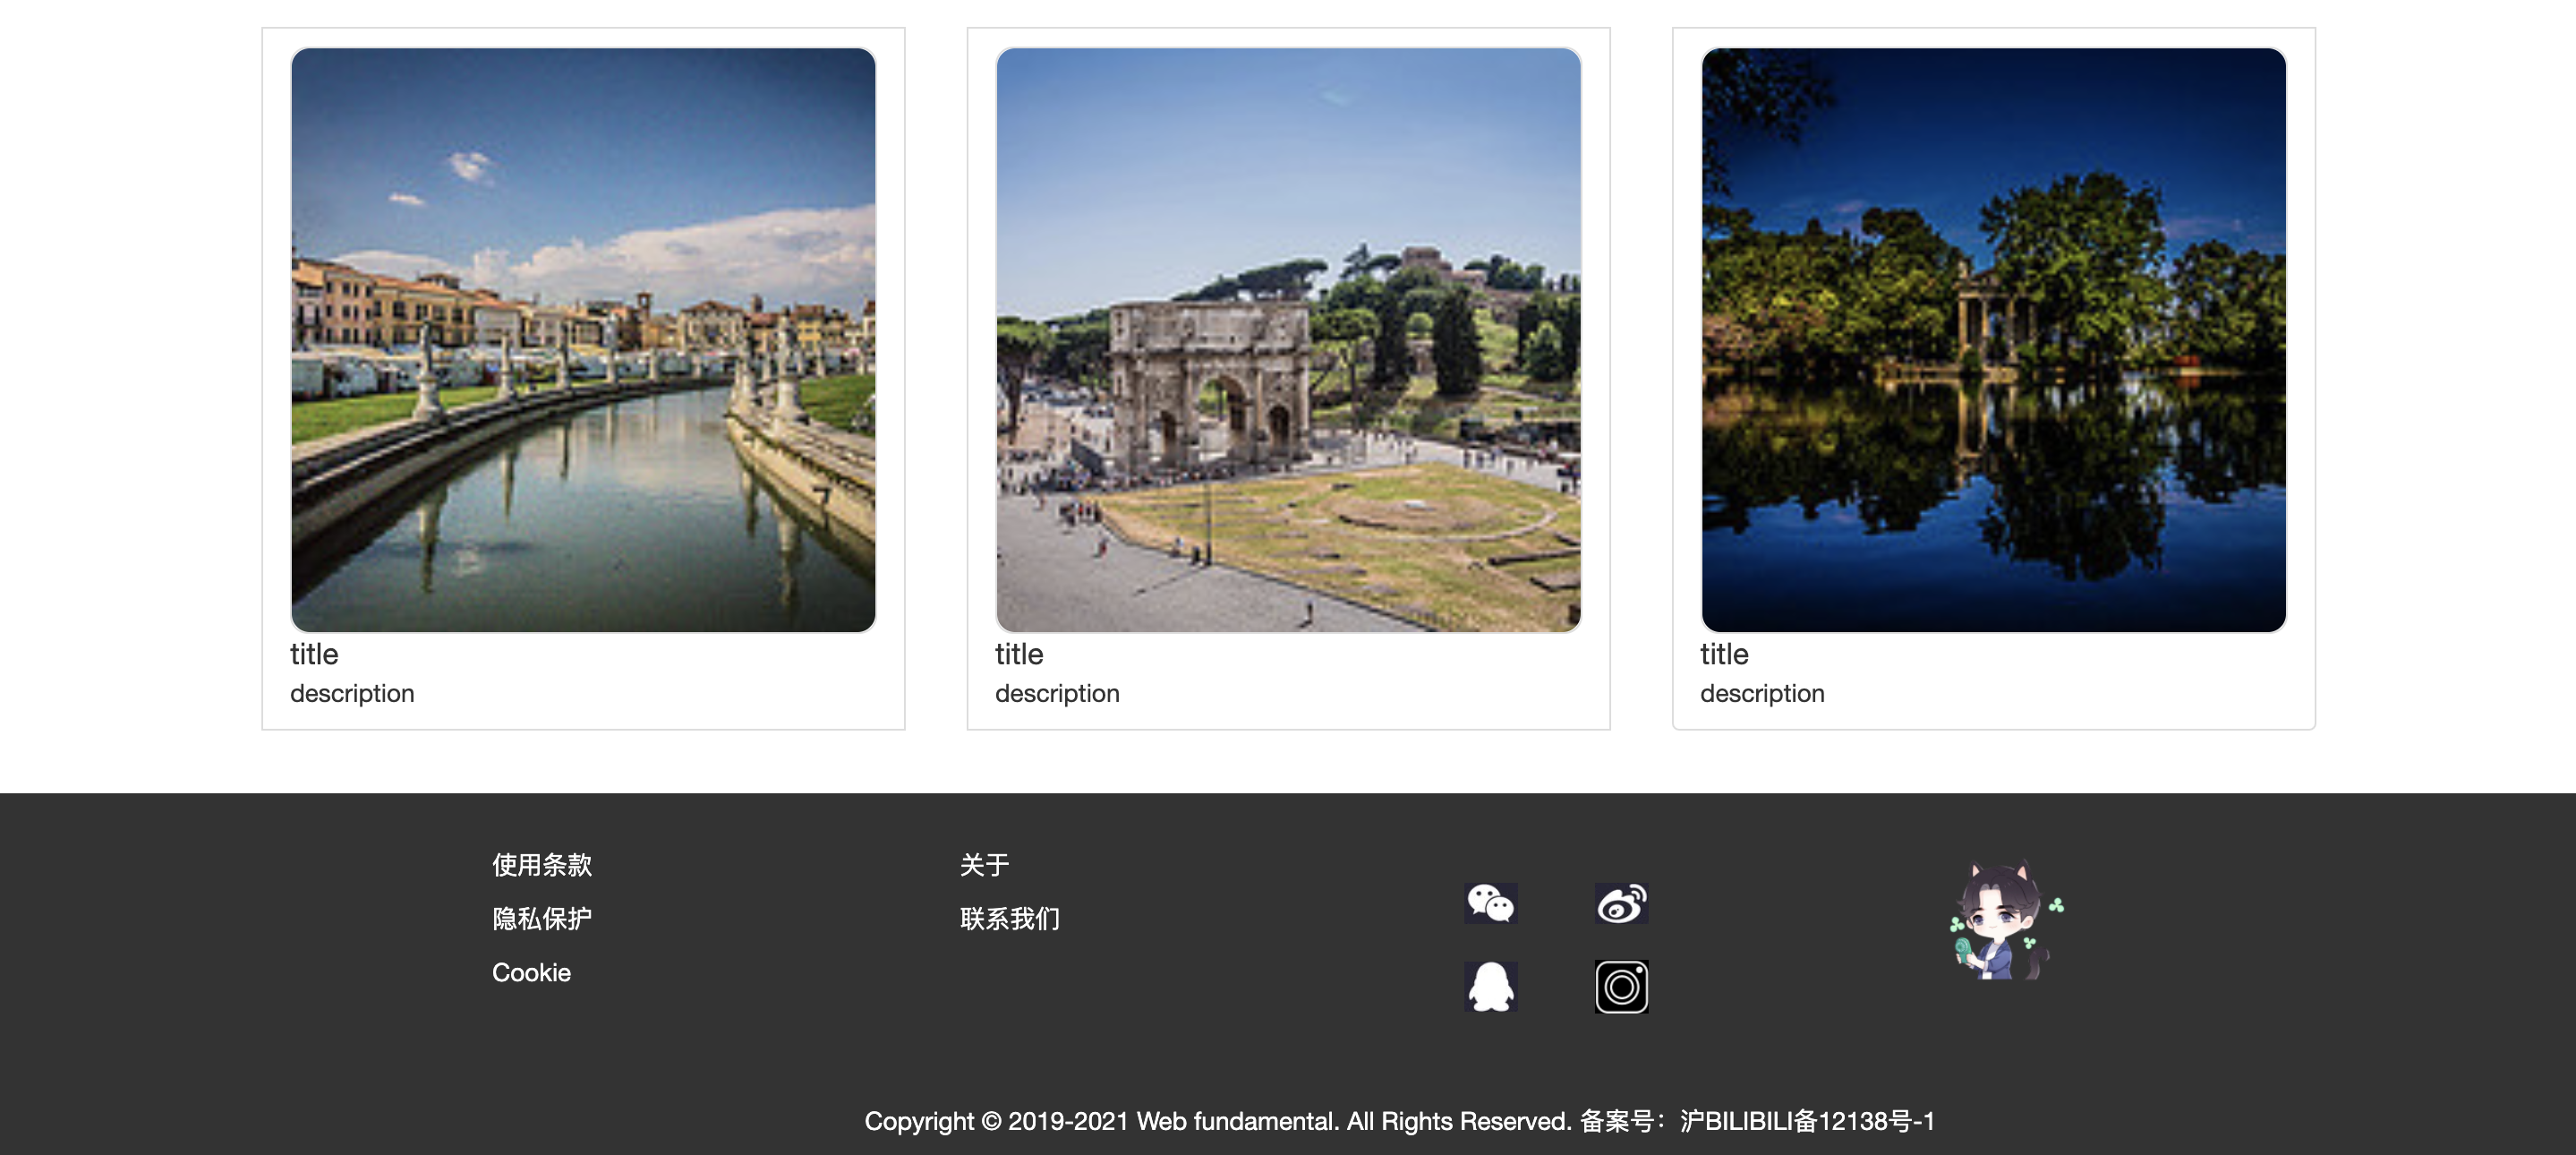 title
description
title
description
title
description
使用条款
隐私保护
Cookie
关于
联系我们
Copyright © 2019-2021 Web fundamental. All Rights Reserved. 备案号：沪BILIBILI备12138号-1